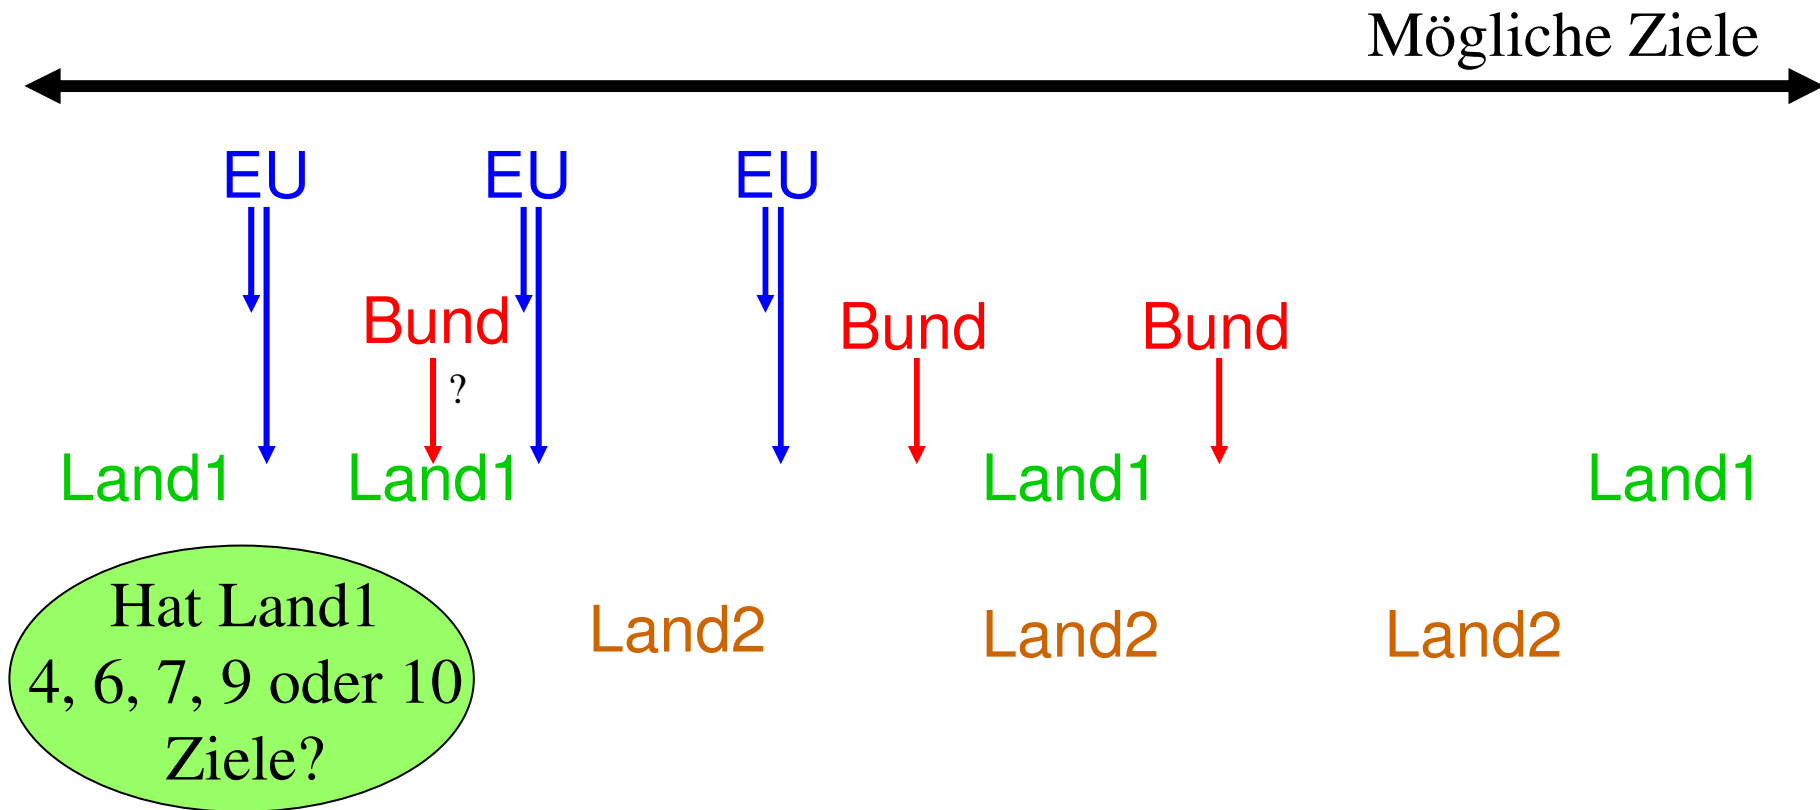 Mögliche Ziele
EU EU EU
Bund Bund Bund
?
Land1 Land1 Land1 Land1
Land2 Land2 Land2
Hat Land1
4, 6, 7, 9 oder 10
Ziele?